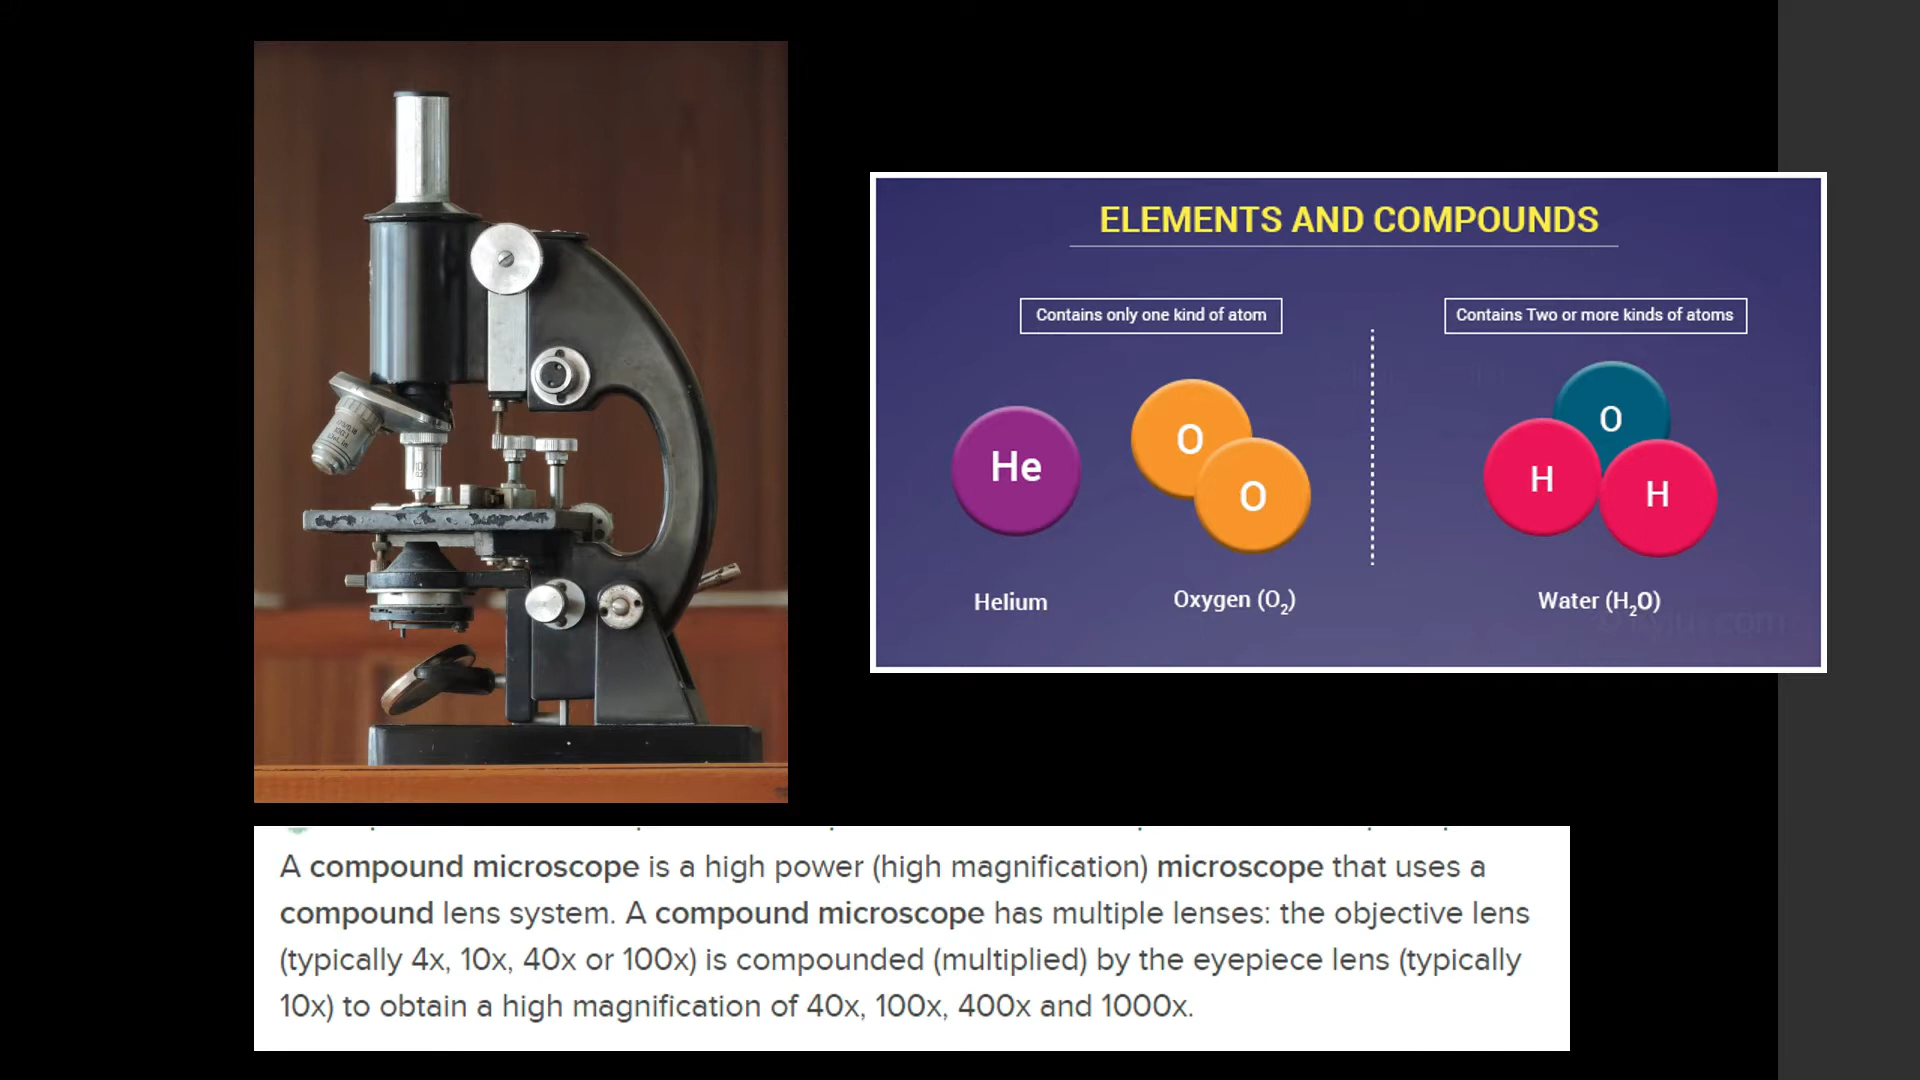 ELEMENTS AND COMPOUNDS
Contains only one kind of atom
Contains Two or more kinds of atoms
He
O
O
O
H
H
Helium
Oxygen (O₂)
Water (H₂O)
A compound microscope is a high power (high magnification) microscope that uses a
compound lens system. A compound microscope has multiple lenses: the objective lens
(typically 4x, 10x, 40x or 100x) is compounded (multiplied) by the eyepiece lens (typically
10x) to obtain a high magnification of 40x, 100x, 400x and 1000x.